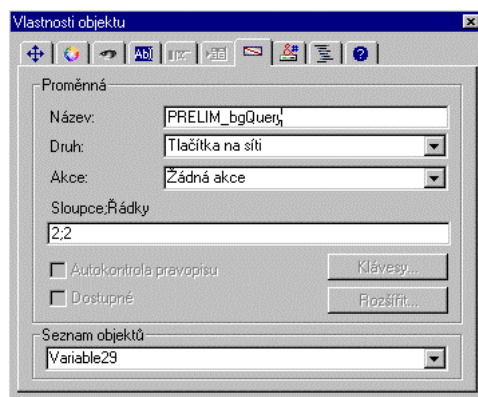 Vlastnosti objektu
Abl
Proměnná
Název: PRELIM_bgQuery
Druh: Tlačítka na síti
Akce: Žádná akce
Sloupce;Řádky
2;2
Autokontrola pravopisu Klávesy...
Dostupné Rozšířit...
Seznam objektů
Variable29